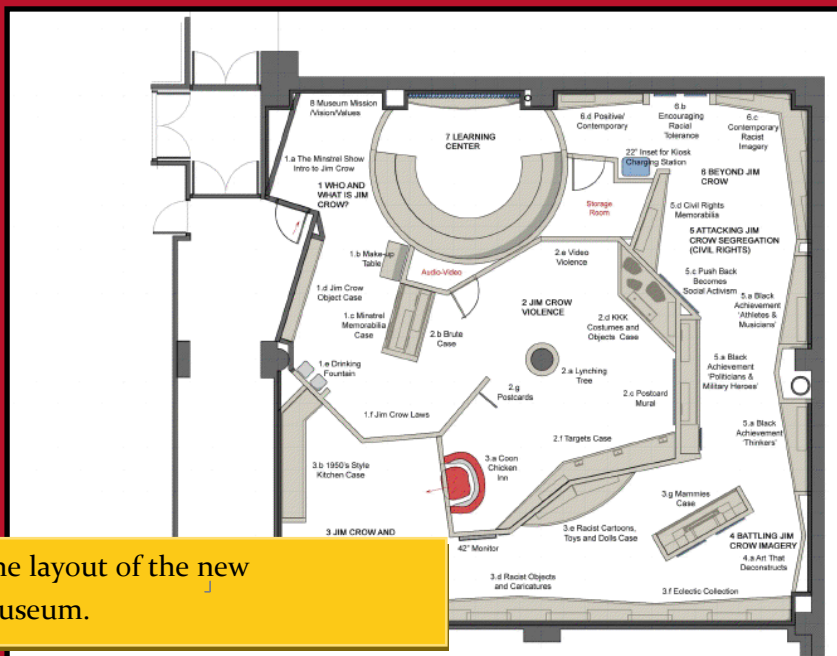 8 Museum Mission
/Vision/Values
1.a The Minstrel Show
Intro to Jim Crow
1 WHO AND
WHAT IS JIM
CROW?
7 LEARNING
CENTER
6.d Positive/
Contemporary
6.b
Encouraging
Racial
Tolerance
6.c
Contemporary
Racist
Imagery
22" Inset for Kiosk
Charging Station
6 BEYOND JIM
CROW
Storage
Room
5.d Civil Rights
Memorabilia
5 ATTACKING JIM
CROW SEGREGATION
(CIVIL RIGHTS)
1.b Make-up
Table
Audio-Video
2.e Video
Violence
5.c Push Back
Becomes
Social Activism
1.d Jim Crow
Object Case
1.c Minstrel
Memorabilia
Case
2.b Brute
Case
2 JIM CROW
VIOLENCE
2.d KKK
Costumes and
Objects Case
5.a Black
Achievement
'Athletes &
Musicians'
1.e Drinking
Fountain
2.a Lynching
Tree
2.g
Postcards
2.c Postcard
Mural
5.a Black
Achievement
'Politicians &
Military Heroes'
1.f Jim Crow Laws
2.f Targets Case
5.a Black
Achievement
'Thinkers'
3.b 1950's Style
Kitchen Case
3.a Coon
Chicken
Inn
3.g Mammies
Case
3 JIM CROW AND
42" Monitor
3.e Racist Cartoons,
Toys and Dolls Case
4 BATTLING JIM
CROW IMAGERY
4.a Art That
Deconstructs
3.d Racist Objects
and Caricatures
3.f Eclectic Collection
he layout of the new
useum.